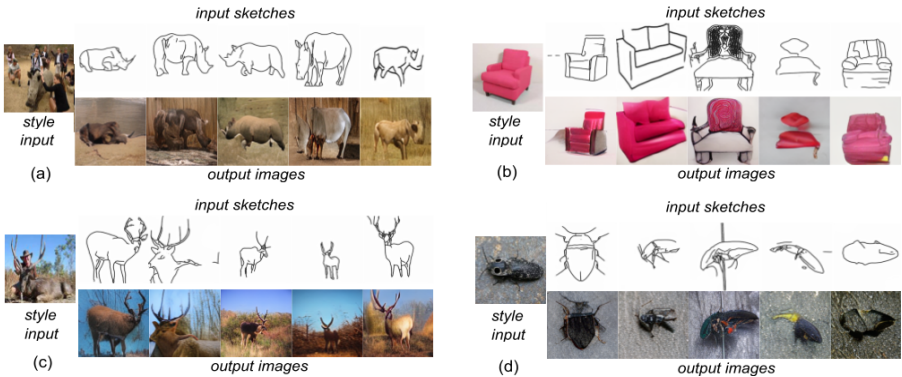 input sketches
style
input
(a)
output images
input sketches
style
input
(b)
output images
input sketches
style
input
(c)
output images
input sketches
style
input
(d)
output images